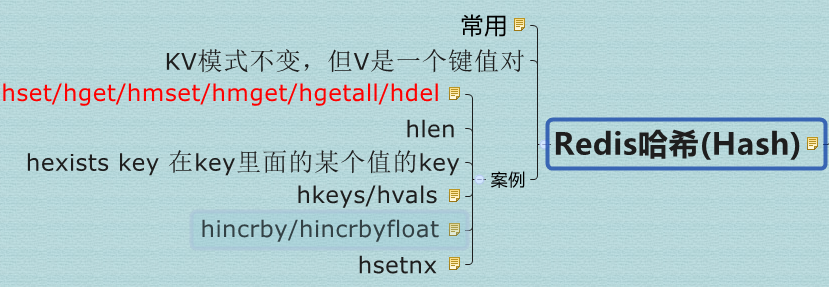 常用
KV模式不变，但V是一个键值对
hset/hget/hmset/hmget/hgetall/hdel
hlen
Redis哈希(Hash)
hexists key 在key里面的某个值的key
案例
hkeys/hvals
hincrby/hincrbyfloat
hsetnx